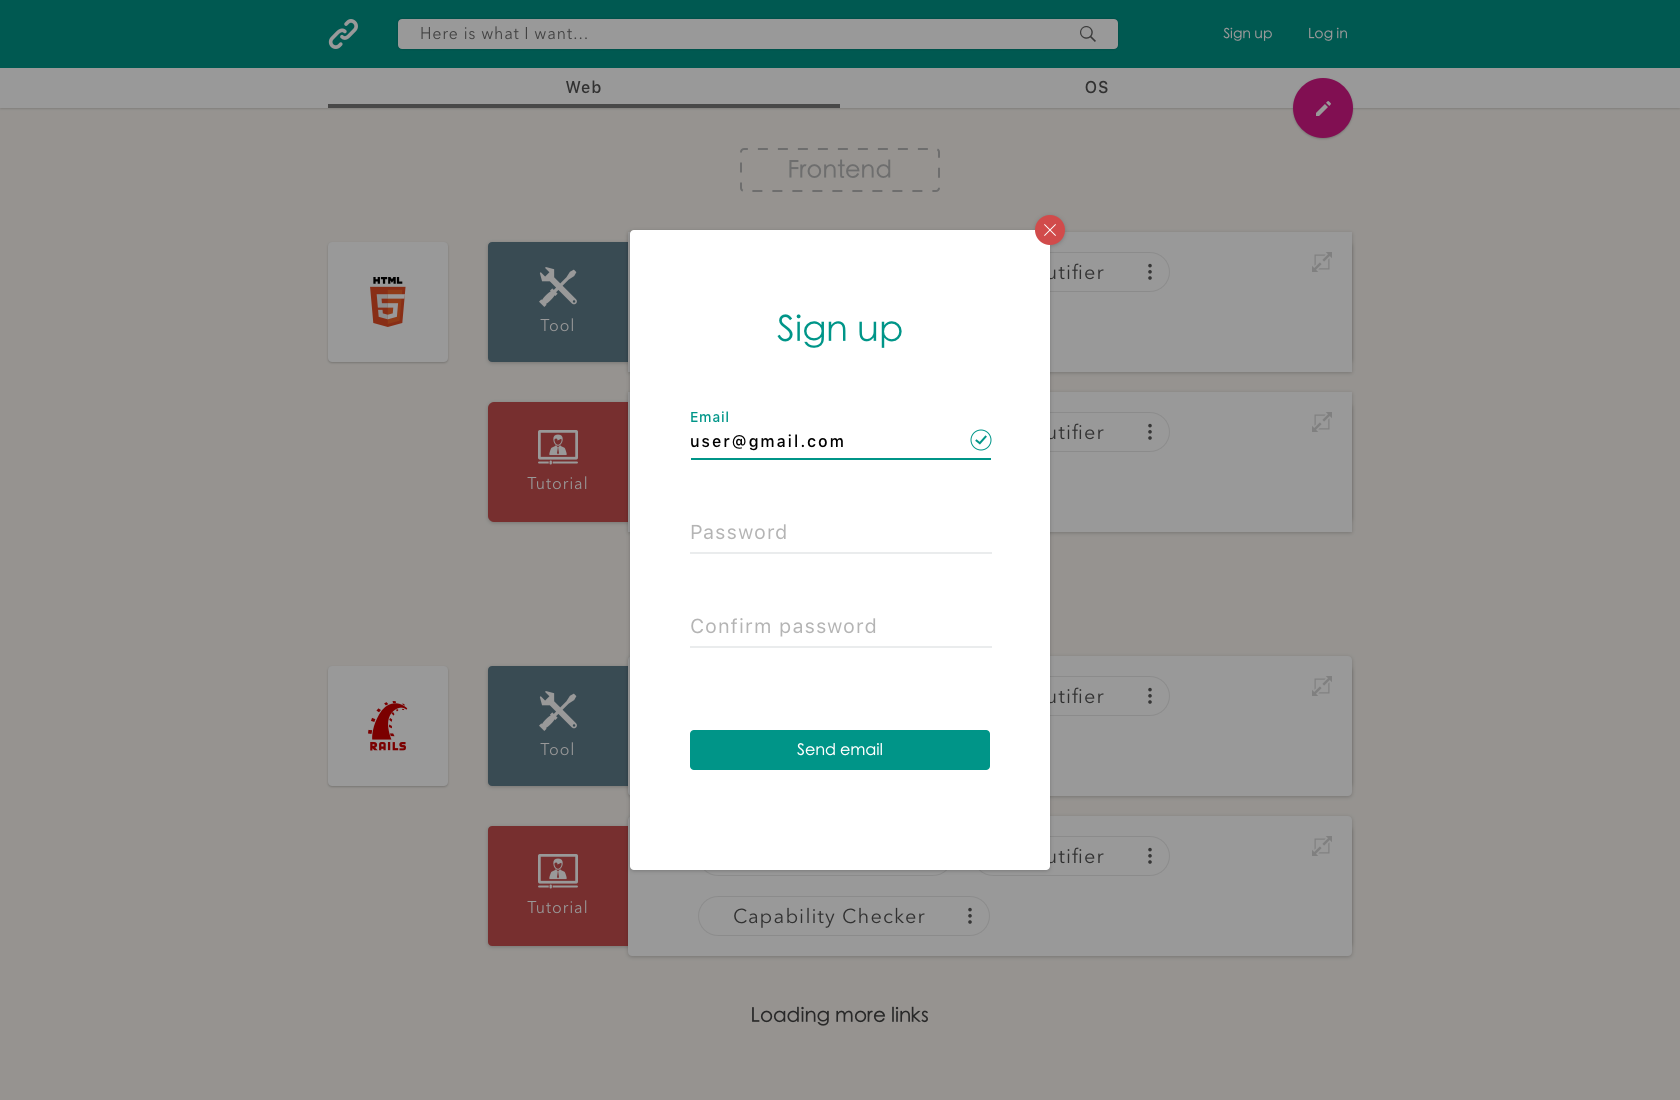 Here is what I want...
Sign up
Log in
Web
OS
Frontend
HTML
5
Tool
utifier
Tutorial
utifier
Sign up
Email
user@gmail.com
Password
Confirm password
Send email
RAILS
Tool
utifier
Tutorial
utifier
Capability Checker
Loading more links